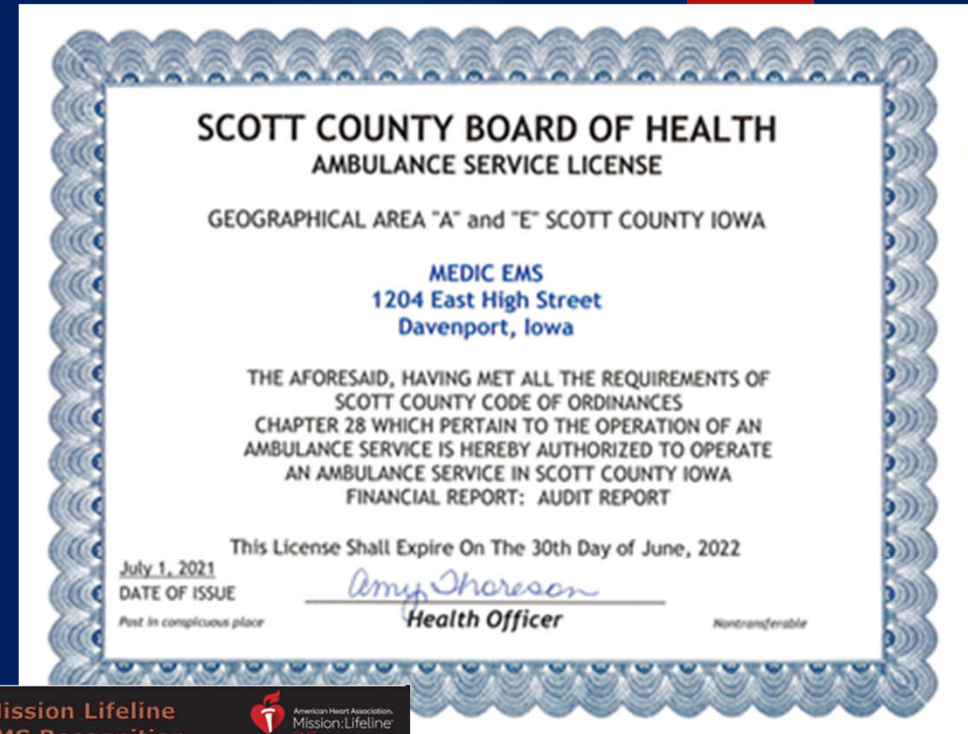 SCOTT COUNTY BOARD OF HEALTH
AMBULANCE SERVICE LICENSE
GEOGRAPHICAL AREA "A" and "E" SCOTT COUNTY IOWA
MEDIC EMS
1204 East High Street
Davenport, Iowa
THE AFORESAID, HAVING MET ALL THE REQUIREMENTS OF
SCOTT COUNTY CODE OF ORDINANCES
CHAPTER 28 WHICH PERTAIN TO THE OPERATION OF AN
AMBULANCE SERVICE IS HEREBY AUTHORIZED TO OPERATE
AN AMBULANCE SERVICE IN SCOTT COUNTY IOWA
FINANCIAL REPORT: AUDIT REPORT
This License Shall Expire On The 30th Day of June, 2022
July 1, 2021
DATE OF ISSUE
Amy Thoreson
Health Officer
Post in conspicuous place
Nontransferable
Mission Lifeline
American Heart Association.
Mission:Lifeline